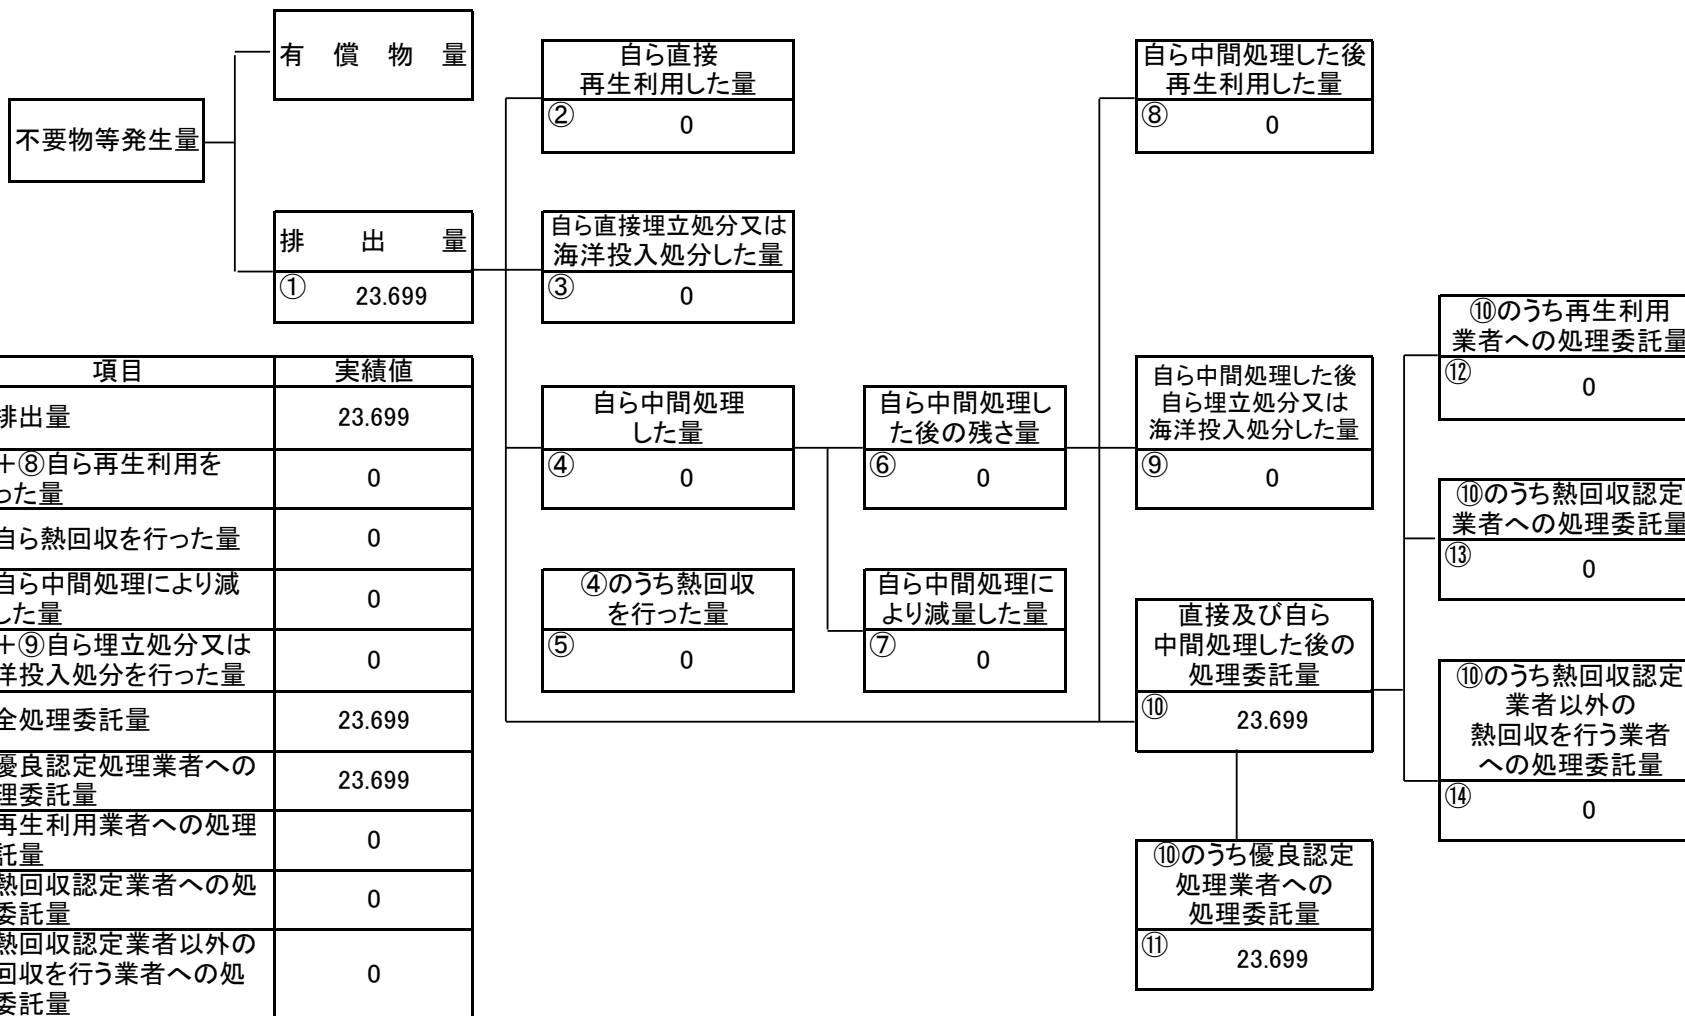 有償物量
不要物等発生量
排出量
① 23.699
自ら直接
再生利用した量
② 0
自ら直接埋立処分又は
海洋投入処分した量
③ 0
自ら中間処理
した量
④ 0
④のうち熱回収
を行った量
⑤ 0
自ら中間処理し
た後の残さ量
⑥ 0
自ら中間処理に
より減量した量
⑦ 0
自ら中間処理した後
再生利用した量
⑧ 0
自ら中間処理した後
自ら埋立処分又は
海洋投入処分した量
⑨ 0
直接及び自ら
中間処理した後の
処理委託量
⑩ 23.699
⑩のうち優良認定
処理業者への
処理委託量
⑪ 23.699
⑩のうち再生利用
業者への処理委託量
⑫ 0
⑩のうち熱回収認定
業者への処理委託量
⑬ 0
⑩のうち熱回収認定
業者以外の
熱回収を行う業者
への処理委託量
⑭ 0
項目 実績値
排出量 23.699
+⑧自ら再生利用を
った量 0
自ら熱回収を行った量 0
自ら中間処理により減
した量 0
+⑨自ら埋立処分又は
洋投入処分を行った量 0
全処理委託量 23.699
優良認定処理業者への
理委託量 23.699
再生利用業者への処理
託量 0
熱回収認定業者への処
委託量 0
熱回収認定業者以外の
回収を行う業者への処
委託量 0